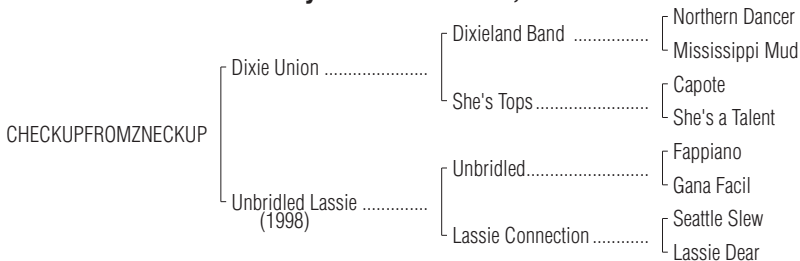 Northern Dancer
Dixieland Band ...............
Mississippi Mud
Dixie Union ......................
Capote
She's Tops......................
She's a Talent
CHECKUPFROMZNECKUP
Fappiano
Unbridled.......................
Gana Facil
Unbridled Lassie ..............
(1998)
Seattle Slew
Lassie Connection ...........
Lassie Dear